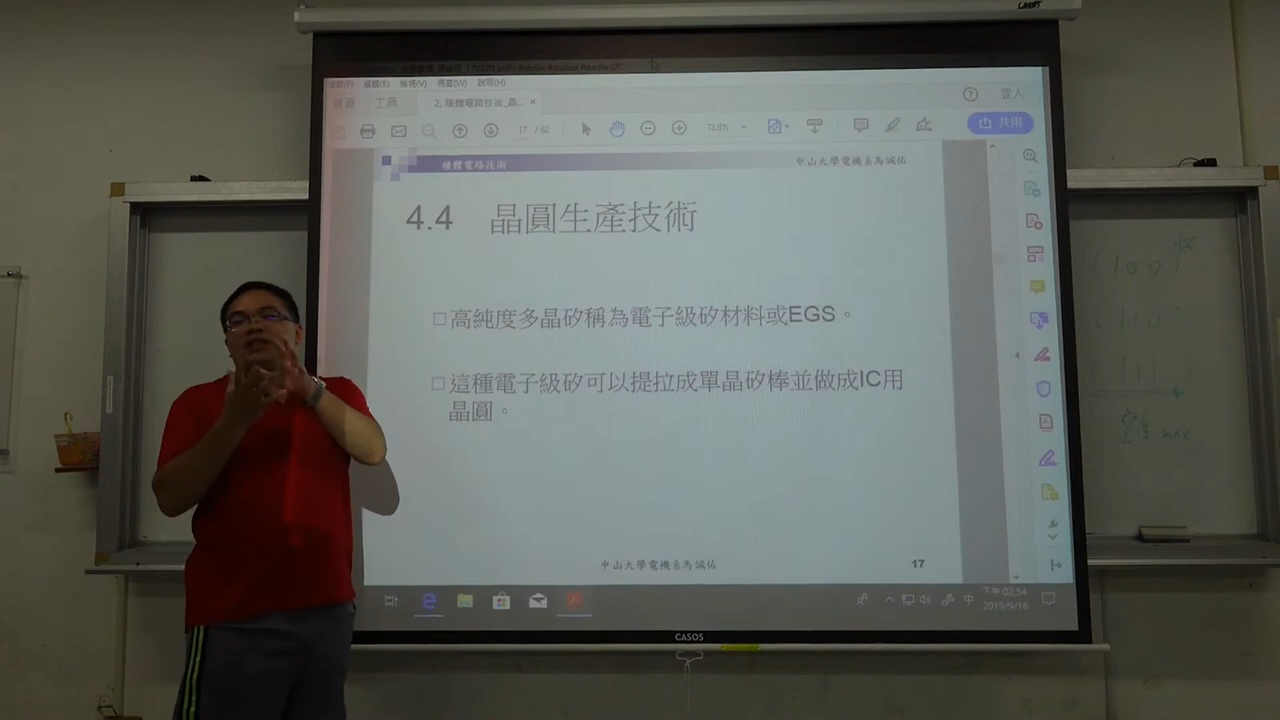 Adobe Acrobat Reader DC
編輯(E) 檢視(V) 視窗(W) 說明(H)
首頁 工具 2. 積體電路技術_晶... × 登入
17 / 62 72.8% 共用
積體電路技術 中山大學電機系馬誠佑
4.4 晶圓生產技術
□高純度多晶矽稱為電子級矽材料或EGS。
□這種電子級矽可以提拉成單晶矽棒並做成IC用
晶圓。
中山大學電機系馬誠佑 17
中 下午 02:54
2019/9/16
CASOS
(100)
(110)
(111)